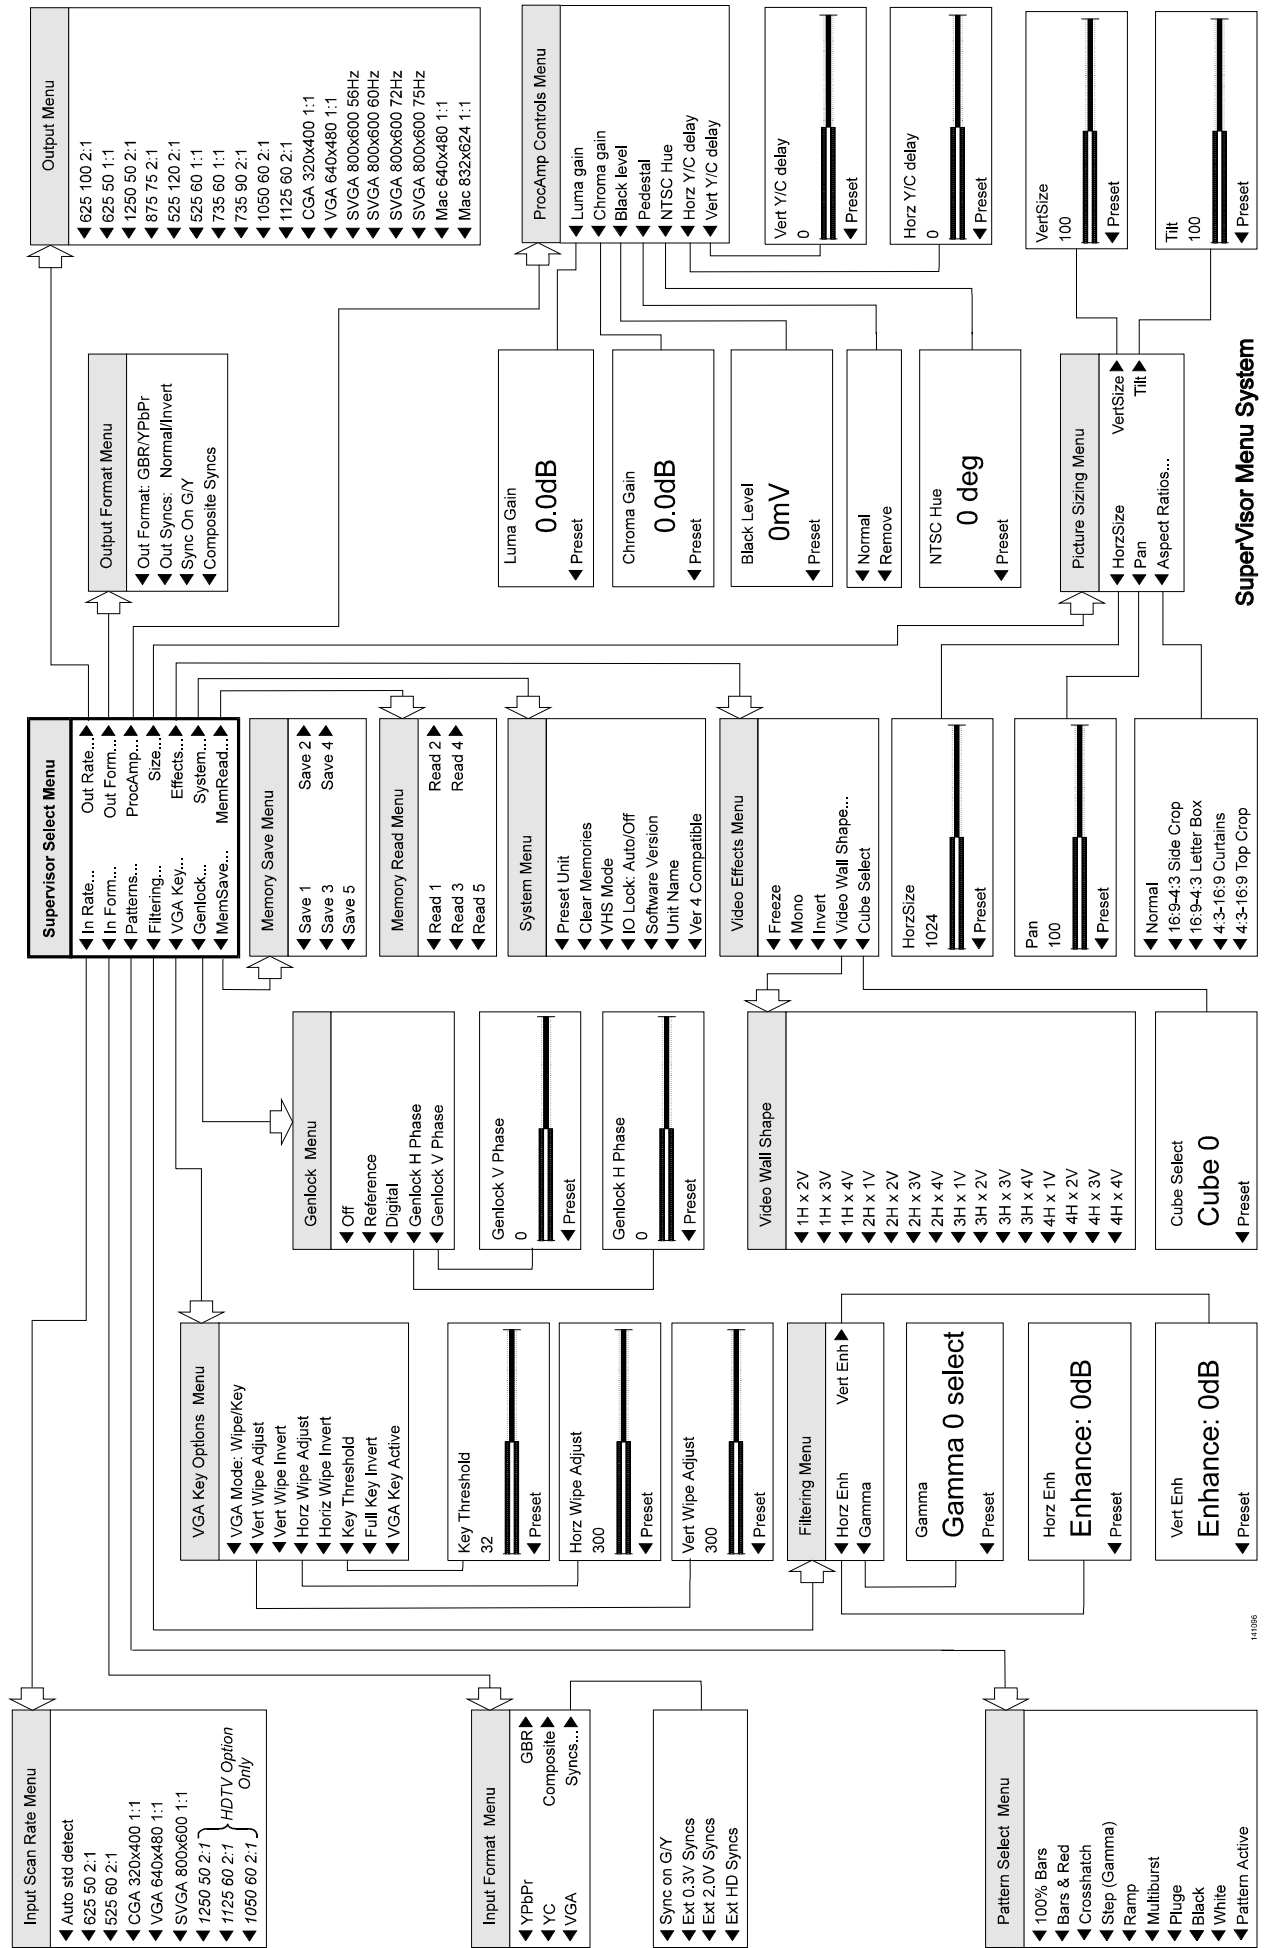 Supervisor Select Menu
In Rate... Out Rate...
In Form... Out Form...
Patterns... ProcAmp...
Filtering... Size...
VGA Key... Effects...
Genlock... System...
MemSave... MemRead...
Input Scan Rate Menu
Auto std detect
625 50 2:1
525 60 2:1
CGA 320x400 1:1
VGA 640x480 1:1
SVGA 800x600 1:1
1250 50 2:1
1125 60 2:1
1050 60 2:1
HDTV Option
Only
Input Format Menu
YPbPr GBR
YC Composite
VGA Syncs...
Sync on G/Y
Ext 0.3V Syncs
Ext 2.0V Syncs
Ext HD Syncs
Pattern Select Menu
100% Bars
Bars & Red
Crosshatch
Step (Gamma)
Ramp
Multiburst
Pluge
Black
White
Pattern Active
VGA Key Options Menu
VGA Mode: Wipe/Key
Vert Wipe Adjust
Vert Wipe Invert
Horz Wipe Adjust
Horiz Wipe Invert
Key Threshold
Full Key Invert
VGA Key Active
Key Threshold
32
Preset
Horz Wipe Adjust
300
Preset
Vert Wipe Adjust
300
Preset
Filtering Menu
Horz Enh Vert Enh
Gamma
Gamma
Gamma 0 select
Preset
Horz Enh
Enhance: 0dB
Preset
Vert Enh
Enhance: 0dB
Preset
Genlock Menu
Off
Reference
Digital
Genlock H Phase
Genlock V Phase
Genlock V Phase
0
Preset
Genlock H Phase
0
Preset
Video Wall Shape
1H x 2V
1H x 3V
1H x 4V
2H x 1V
2H x 2V
2H x 3V
2H x 4V
3H x 1V
3H x 2V
3H x 3V
3H x 4V
4H x 1V
4H x 2V
4H x 3V
4H x 4V
Cube Select
Cube 0
Preset
Memory Save Menu
Save 1 Save 2
Save 3 Save 4
Save 5
Memory Read Menu
Read 1 Read 2
Read 3 Read 4
Read 5
System Menu
Preset Unit
Clear Memories
VHS Mode
IO Lock: Auto/Off
Software Version
Unit Name
Ver 4 Compatible
Video Effects Menu
Freeze
Mono
Invert
Video Wall Shape...
Cube Select
HorzSize
1024
Preset
Pan
100
Preset
Normal
16:9-4:3 Side Crop
16:9-4:3 Letter Box
4:3-16:9 Curtains
4:3-16:9 Top Crop
Output Format Menu
Out Format: GBR/YPbPr
Out Syncs: Normal/Invert
Sync On G/Y
Composite Syncs
Luma Gain
0.0dB
Preset
Chroma Gain
0.0dB
Preset
Black Level
0mV
Preset
Normal
Remove
NTSC Hue
0 deg
Preset
Picture Sizing Menu
HorzSize VertSize
Pan Tilt
Aspect Ratios...
Output Menu
625 100 2:1
625 50 1:1
1250 50 2:1
875 75 2:1
525 120 2:1
525 60 1:1
735 60 1:1
735 90 2:1
1050 60 2:1
1125 60 2:1
CGA 320x400 1:1
VGA 640x480 1:1
SVGA 800x600 56Hz
SVGA 800x600 60Hz
SVGA 800x600 72Hz
SVGA 800x600 75Hz
Mac 640x480 1:1
Mac 832x624 1:1
ProcAmp Controls Menu
Luma gain
Chroma gain
Black level
Pedestal
NTSC Hue
Horz Y/C delay
Vert Y/C delay
Vert Y/C delay
0
Preset
Horz Y/C delay
0
Preset
VertSize
100
Preset
Tilt
100
Preset
SuperVisor Menu System
141096